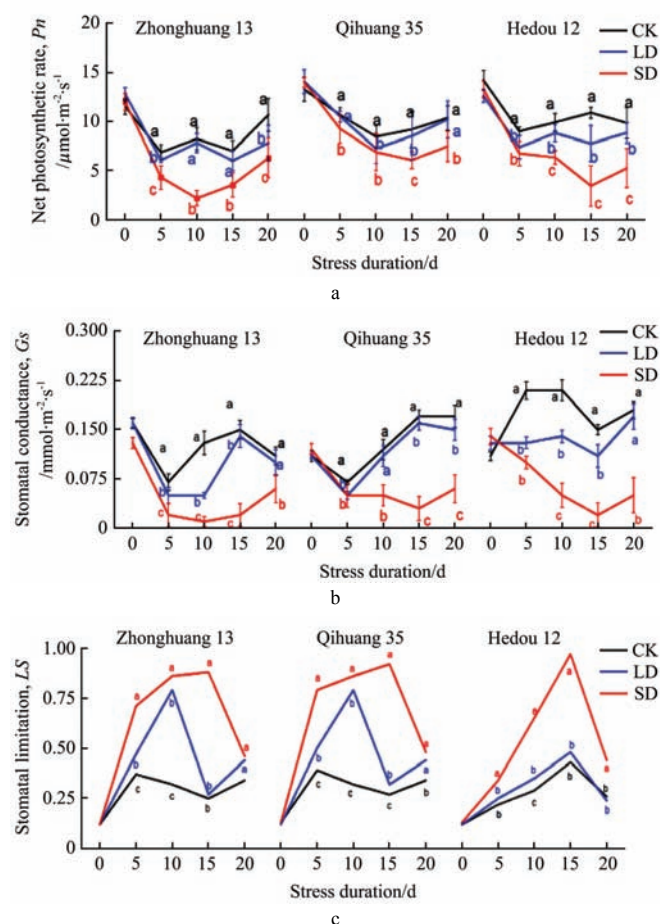 a
Zhonghuang 13 Qihuang 35 Hedou 12
CK
LD
SD
Net photosynthetic rate, Pn
/μmol·m⁻²·s⁻¹
20
15
10
5
0
a a a a
b a b b
c b c c
a a a a
b b b b
a a a a
b b b b
c c c
0 5 10 15 20 0 5 10 15 20 0 5 10 15 20
Stress duration/d
a
Zhonghuang 13 Qihuang 35 Hedou 12
CK
LD
SD
Stomatal conductance, Gs
/mmol·m⁻²·s⁻¹
0.300
0.225
0.150
0.075
0
a a a a
b b b a
c c c b
a a a a
b a b b
b b c c
a a a a
b b b a
c c c b
0 5 10 15 20 0 5 10 15 20 0 5 10 15 20
Stress duration/d
b
Zhonghuang 13 Qihuang 35 Hedou 12
CK
LD
SD
Stomatal limitation, LS
1.00
0.75
0.50
0.25
0
a a a a
b b a
c c b
a a a a
b b b a
c c c b
a a a a
b b b b
b c c b
0 5 10 15 20 0 5 10 15 20 0 5 10 15 20
Stress duration/d
c